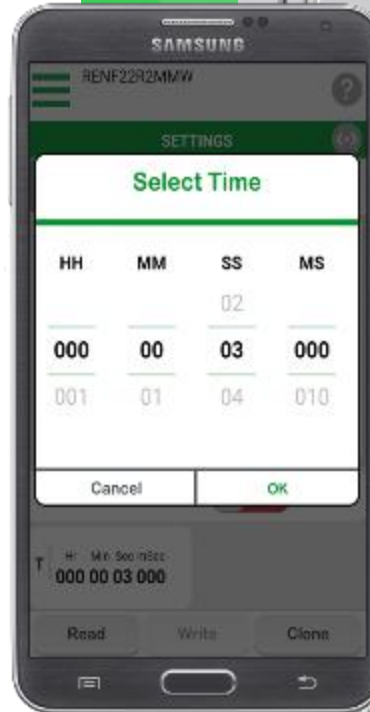 SAMSUNG
RENF22R2MMW
?
SETTINGS
Select Time
HH MM SS MS
02
000 00 03 000
001 01 04 010
Cancel OK
T Hr Min Sec mSec
000 00 03 000
Read Write Clone